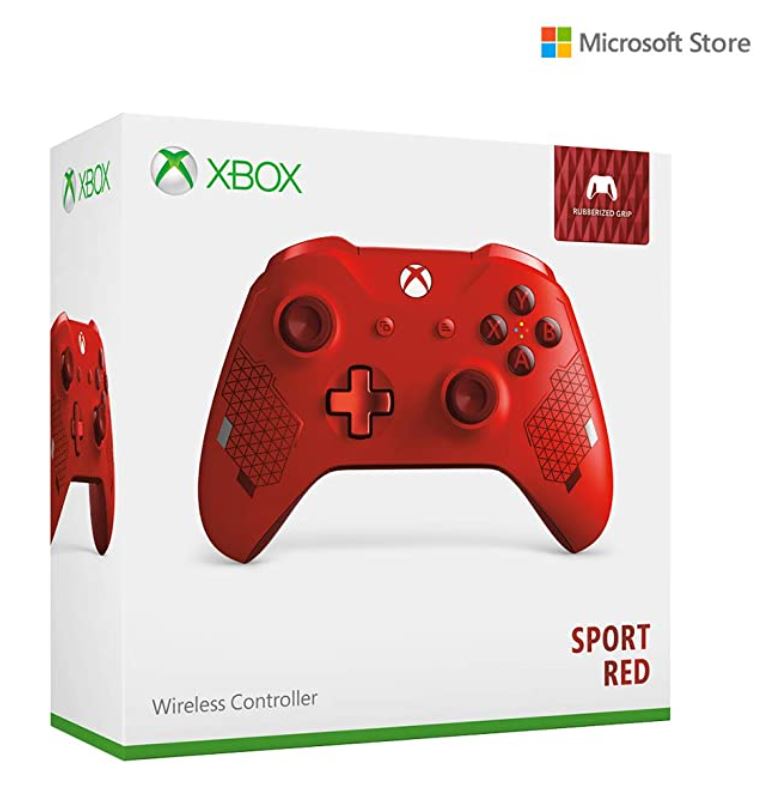 Microsoft Store
XBOX
XBOX
RUBBERIZED GRIP
Y
X
B
A
SPORT
RED
Wireless Controller